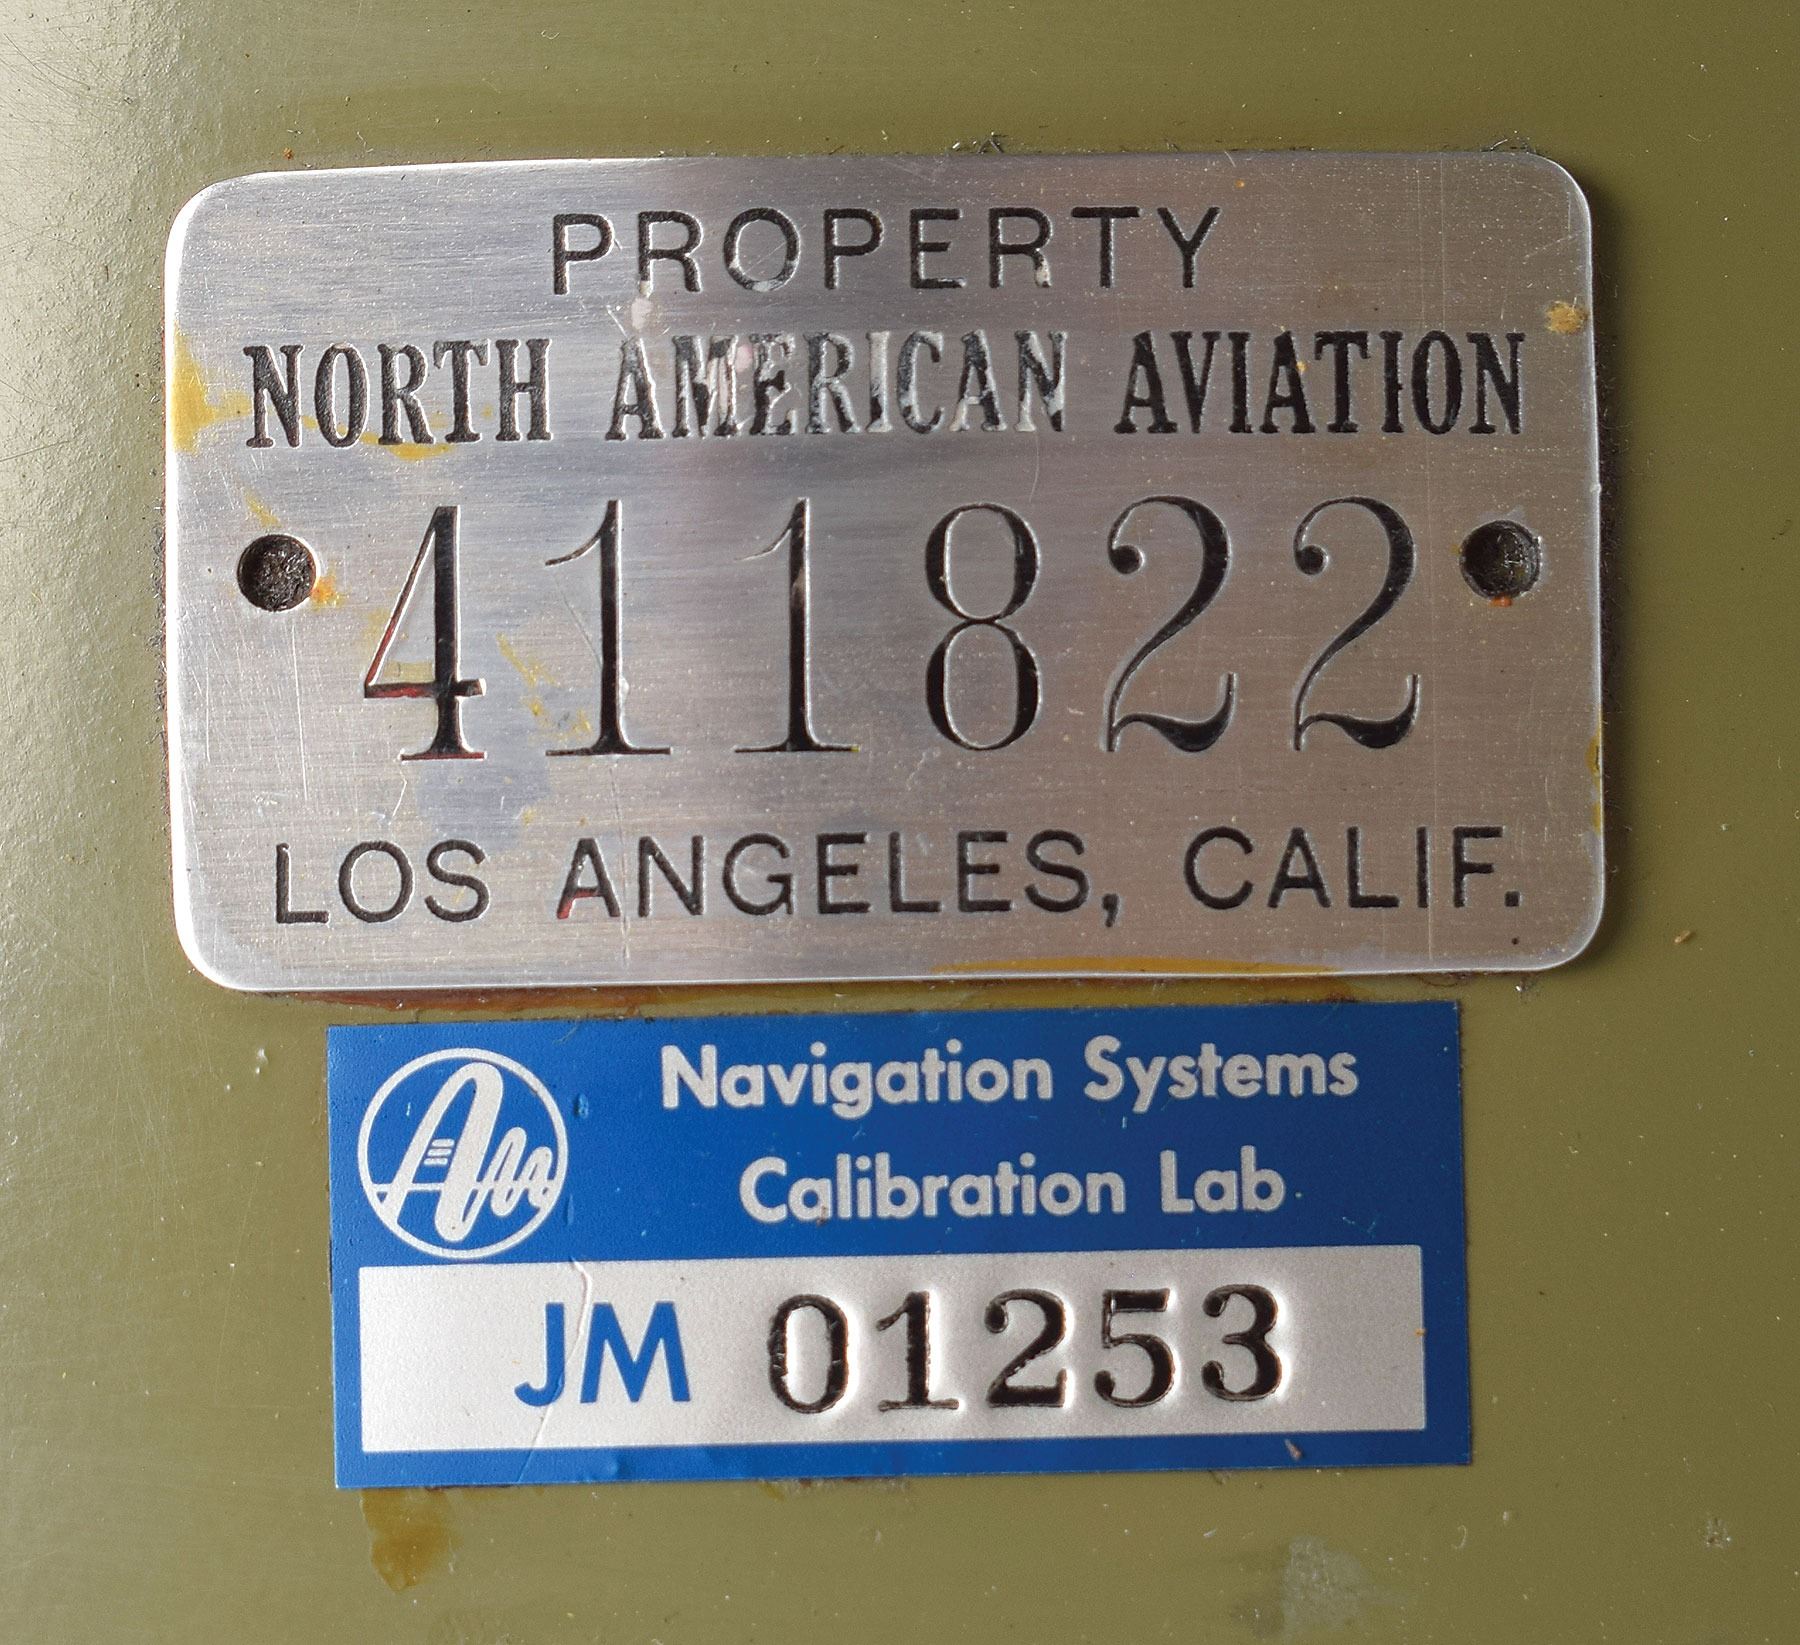 PROPERTY
NORTH AMERICAN AVIATION
411822
LOS ANGELES, CALIF.
Navigation Systems
Calibration Lab
JM 01253